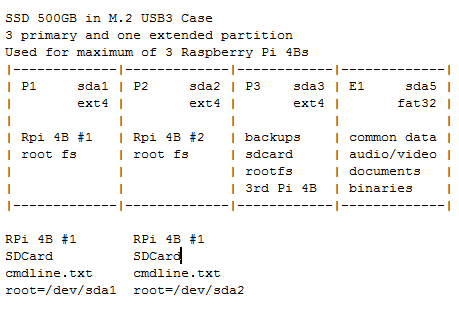 SSD 500GB in M.2 USB3 Case
3 primary and one extended partition
Used for maximum of 3 Raspberry Pi 4Bs
|-------------|-------------|------------|------------|
| P1     sda1 | P2     sda2 | P3    sda3 | E1    sda5 |
|        ext4 |        ext4 |       ext4 |      fat32 |
|             |             |            |            |
| Rpi 4B #1   | Rpi 4B #2   | backups    | common data |
| root fs     | root fs     | sdcard     | audio/video |
|             |             | rootfs     | documents  |
|             |             | 3rd Pi 4B  | binaries   |
|-------------|-------------|------------|------------|
RPi 4B #1     RPi 4B #1
SDCard        SDCard
cmdline.txt   cmdline.txt
root=/dev/sda1  root=/dev/sda2